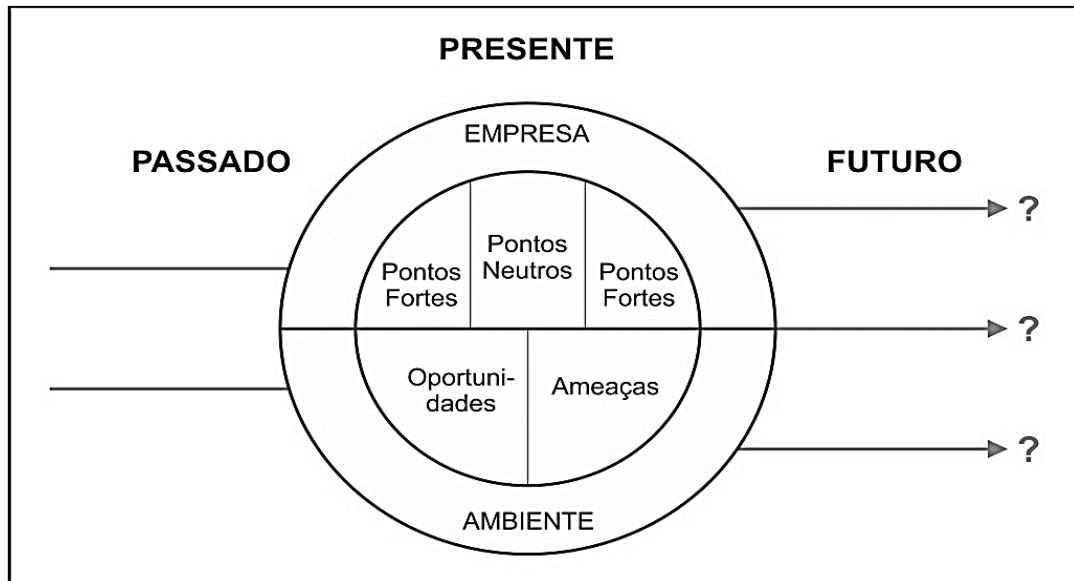 PRESENTE
EMPRESA
PASSADO
FUTURO
?
Pontos
Neutros
Pontos
Fortes
Pontos
Fortes
?
Oportuni-
dades
Ameaças
?
AMBIENTE